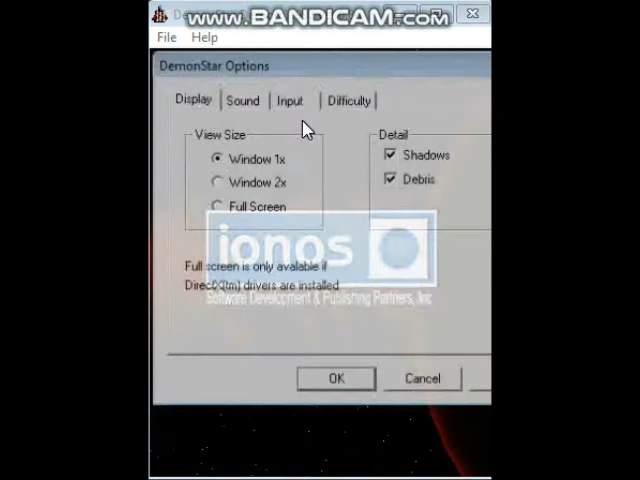 www.BANDICAM.com
File Help
DemonStar Options
Display Sound Input Difficulty
View Size
Detail
Window 1x
Shadows
Window 2x
Debris
Full Screen
ionos
Full screen is only available if
DirectX(tm) drivers are installed
Software Development & Publishing Partners, Inc
OK Cancel